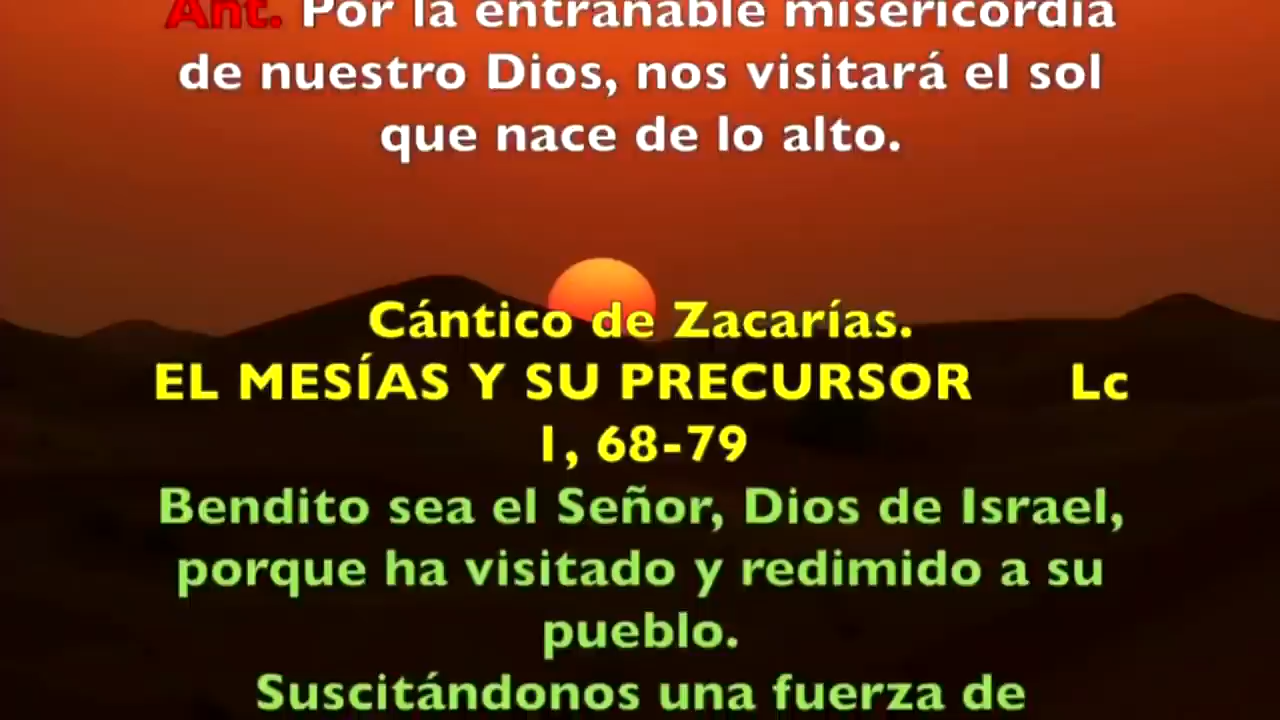 Ant. Por la entrañable misericordia
de nuestro Dios, nos visitará el sol
que nace de lo alto.
Cántico de Zacarías.
EL MESÍAS Y SU PRECURSOR Lc
1, 68-79
Bendito sea el Señor, Dios de Israel,
porque ha visitado y redimido a su
pueblo.
Suscitándonos una fuerza de